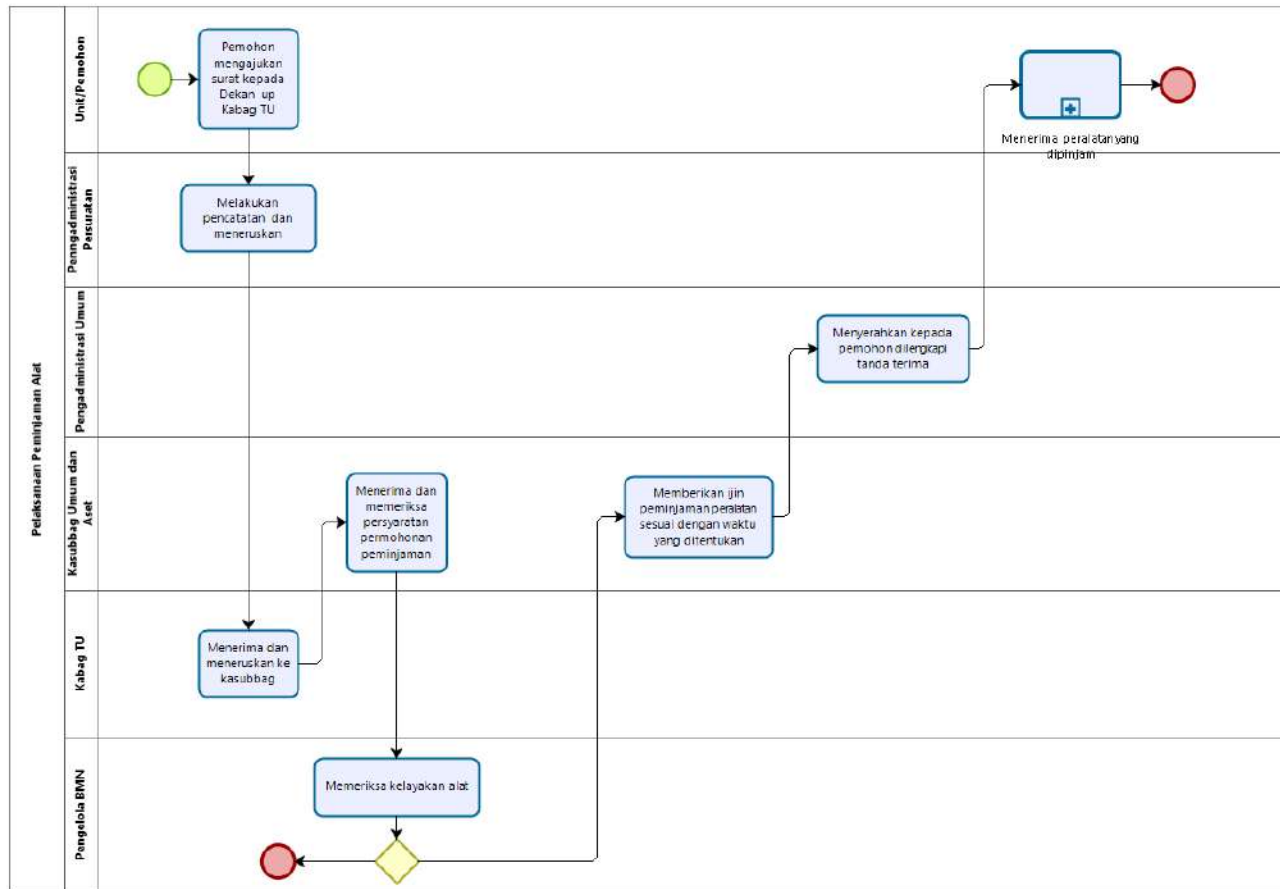 Pelaksanaan Peminjaman Alat
Unit/Pemohon
Pemohon
mengajukan
surat kepada
Dekan up
Kabag TU
Menerima peralatan yang
dipinjam
Penngadministrasi
Persuratan
Melakukan
pencatatan dan
meneruskan
Pengadministrasi Umum
Menyerahkan kepada
pemohon dilengkapi
tanda terima
Kasubbag Umum dan
Aset
Menerima dan
memeriksa
persyaratan
permohonan
peminjaman
Memberikan ijin
peminjaman peralatan
sesuai dengan waktu
yang ditentukan
Kabag TU
Menerima dan
meneruskan ke
kasubbag
Pengelola BMN
Memeriksa kelayakan alat